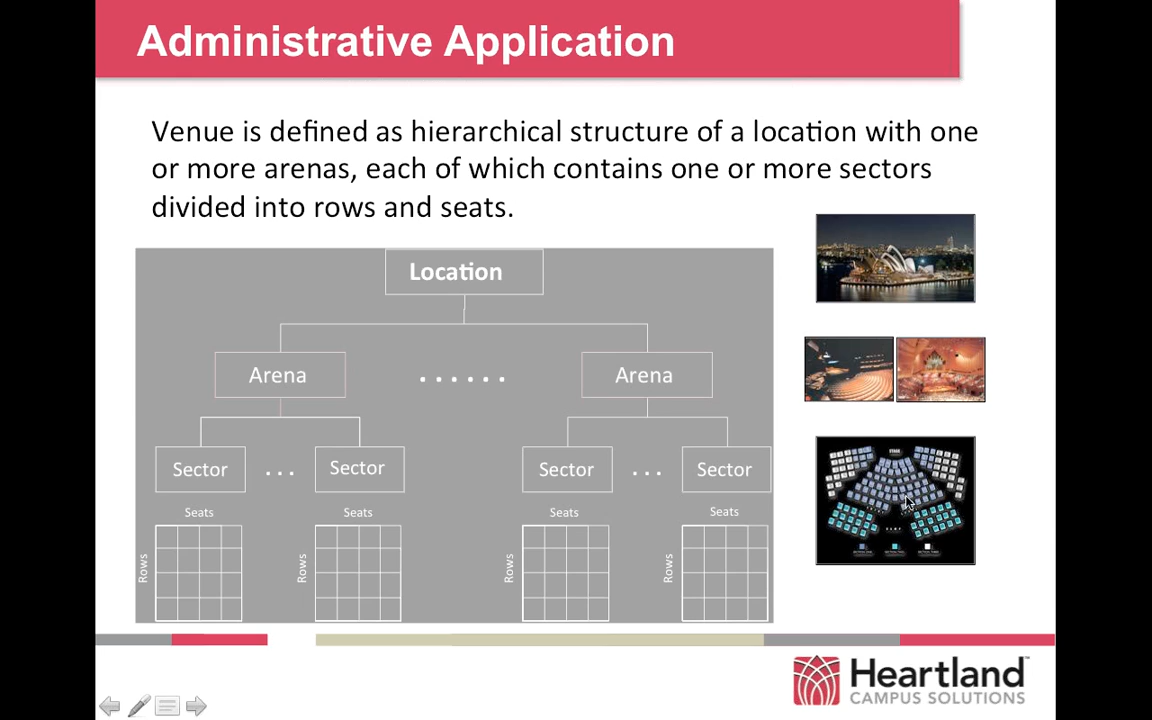 Administrative Application
Venue is defined as hierarchical structure of a location with one
or more arenas, each of which contains one or more sectors
divided into rows and seats.
Location
Arena
. . . . . .
Arena
Sector
. . .
Sector
Sector
. . .
Sector
Seats
Seats
Seats
Seats
Rows
Rows
Rows
Rows
Heartland™
CAMPUS SOLUTIONS